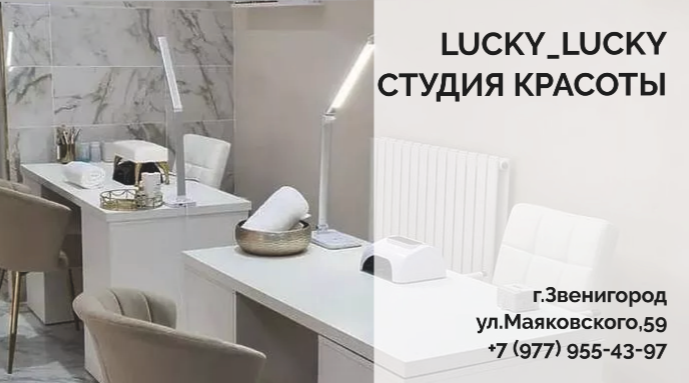 LUCKY_LUCKY
СТУДИЯ КРАСОТЫ
г.Звенигород
ул.Маяковского,59
+7 (977) 955-43-97